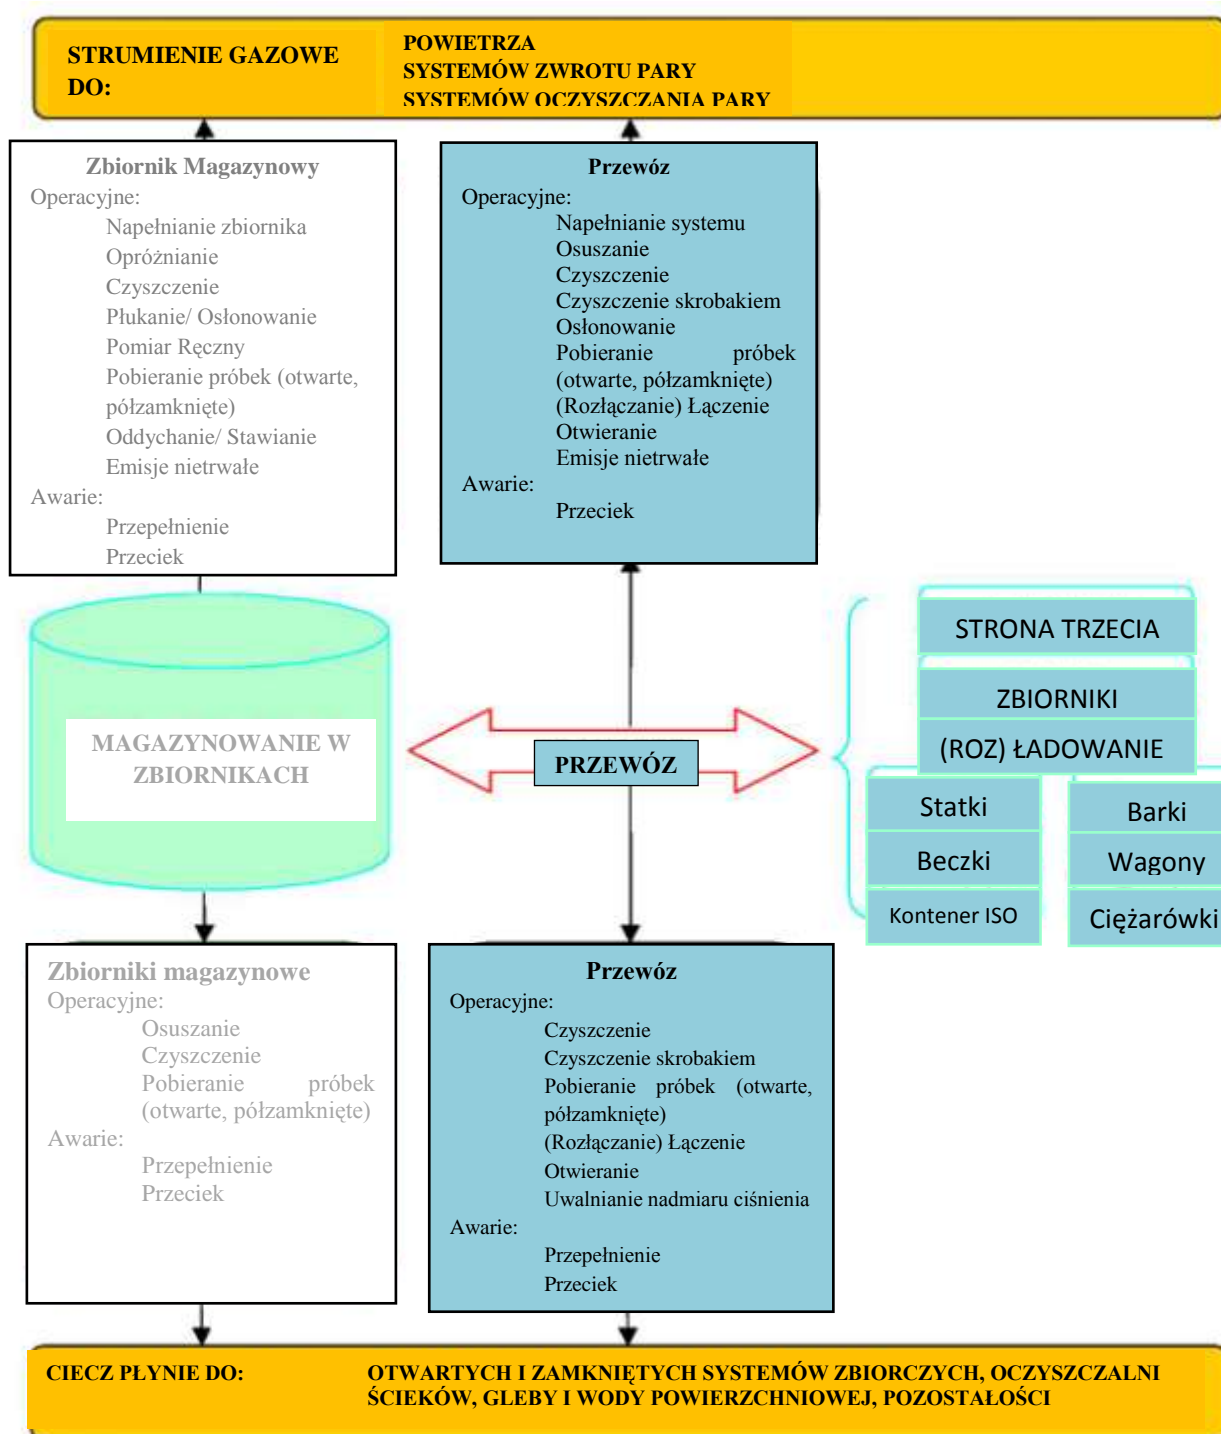 STRUMIENIE GAZOWE
DO:
POWIETRZA
SYSTEMÓW ZWROTU PARY
SYSTEMÓW OCZYSZCZANIA PARY
Zbiornik Magazynowy
Operacyjne:
Napełnianie zbiornika
Opróżnianie
Czyszczenie
Płukanie/ Osłonowanie
Pomiar Ręczny
Pobieranie próbek (otwarte,
półzamknięte)
Oddychanie/ Stawianie
Emisje nietrwałe
Awarie:
Przepełnienie
Przeciek
Przewóz
Operacyjne:
Napełnianie systemu
Osuszanie
Czyszczenie
Czyszczenie skrobakiem
Osłonowanie
Pobieranie próbek
(otwarte, półzamknięte)
(Rozłączanie) Łączenie
Otwieranie
Emisje nietrwałe
Awarie:
Przeciek
MAGAZYNOWANIE W
ZBIORNIKACH
PRZEWÓZ
STRONA TRZECIA
ZBIORNIKI
(ROZ) ŁADOWANIE
Statki
Barki
Beczki
Wagony
Kontener ISO
Ciężarówki
Zbiorniki magazynowe
Operacyjne:
Osuszanie
Czyszczenie
Pobieranie próbek
(otwarte, półzamknięte)
Awarie:
Przepełnienie
Przeciek
Przewóz
Operacyjne:
Czyszczenie
Czyszczenie skrobakiem
Pobieranie próbek (otwarte,
półzamknięte)
(Rozłączanie) Łączenie
Otwieranie
Uwalnianie nadmiaru ciśnienia
Awarie:
Przepełnienie
Przeciek
CIECZ PŁYNIE DO:
OTWARTYCH I ZAMKNIĘTYCH SYSTEMÓW ZBIORCZYCH, OCZYSZCZALNI
ŚCIEKÓW, GLEBY I WODY POWIERZCHNIOWEJ, POZOSTAŁOŚCI